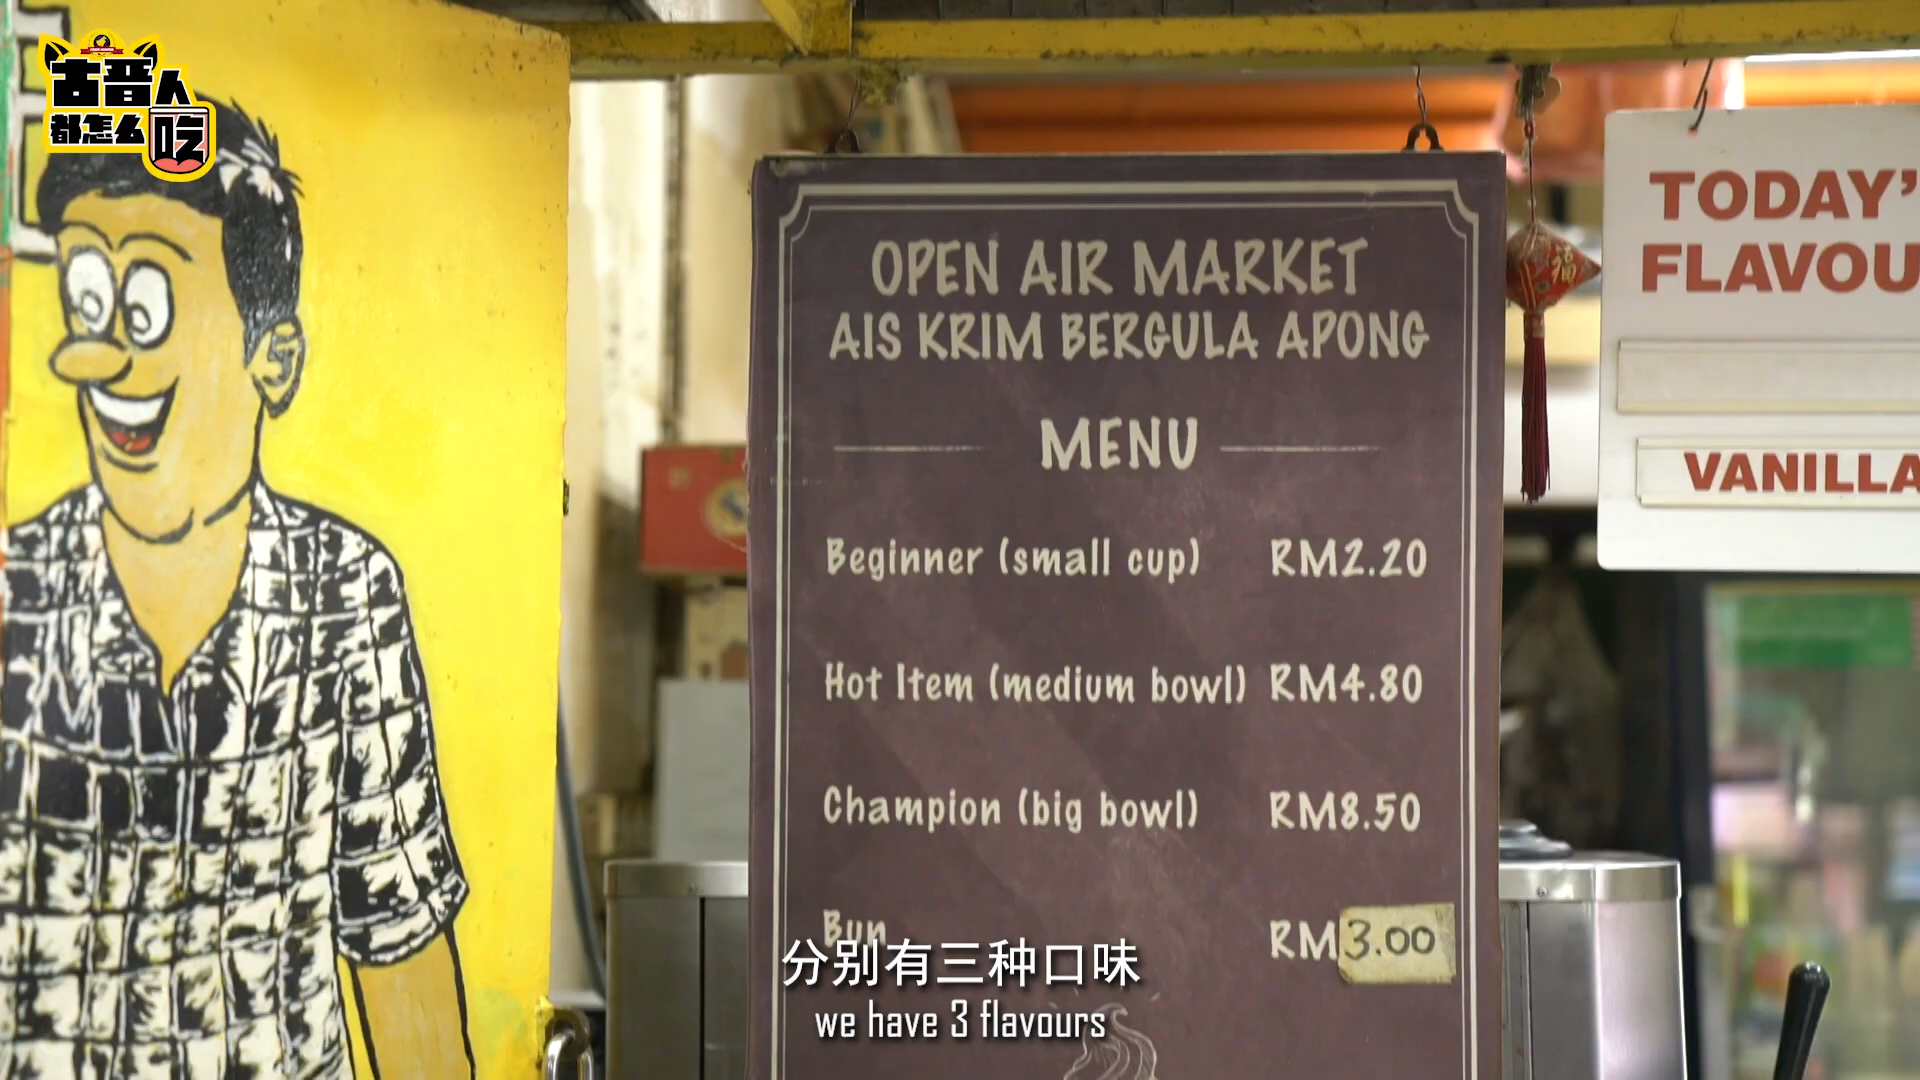 古晋人
都怎么吃
OPEN AIR MARKET
AIS KRIM BERGULA APONG
MENU
Beginner (small cup) RM2.20
Hot Item (medium bowl) RM4.80
Champion (big bowl) RM8.50
Bun RM3.00
TODAY'
FLAVOU
VANILLA
分别有三种口味
we have 3 flavours